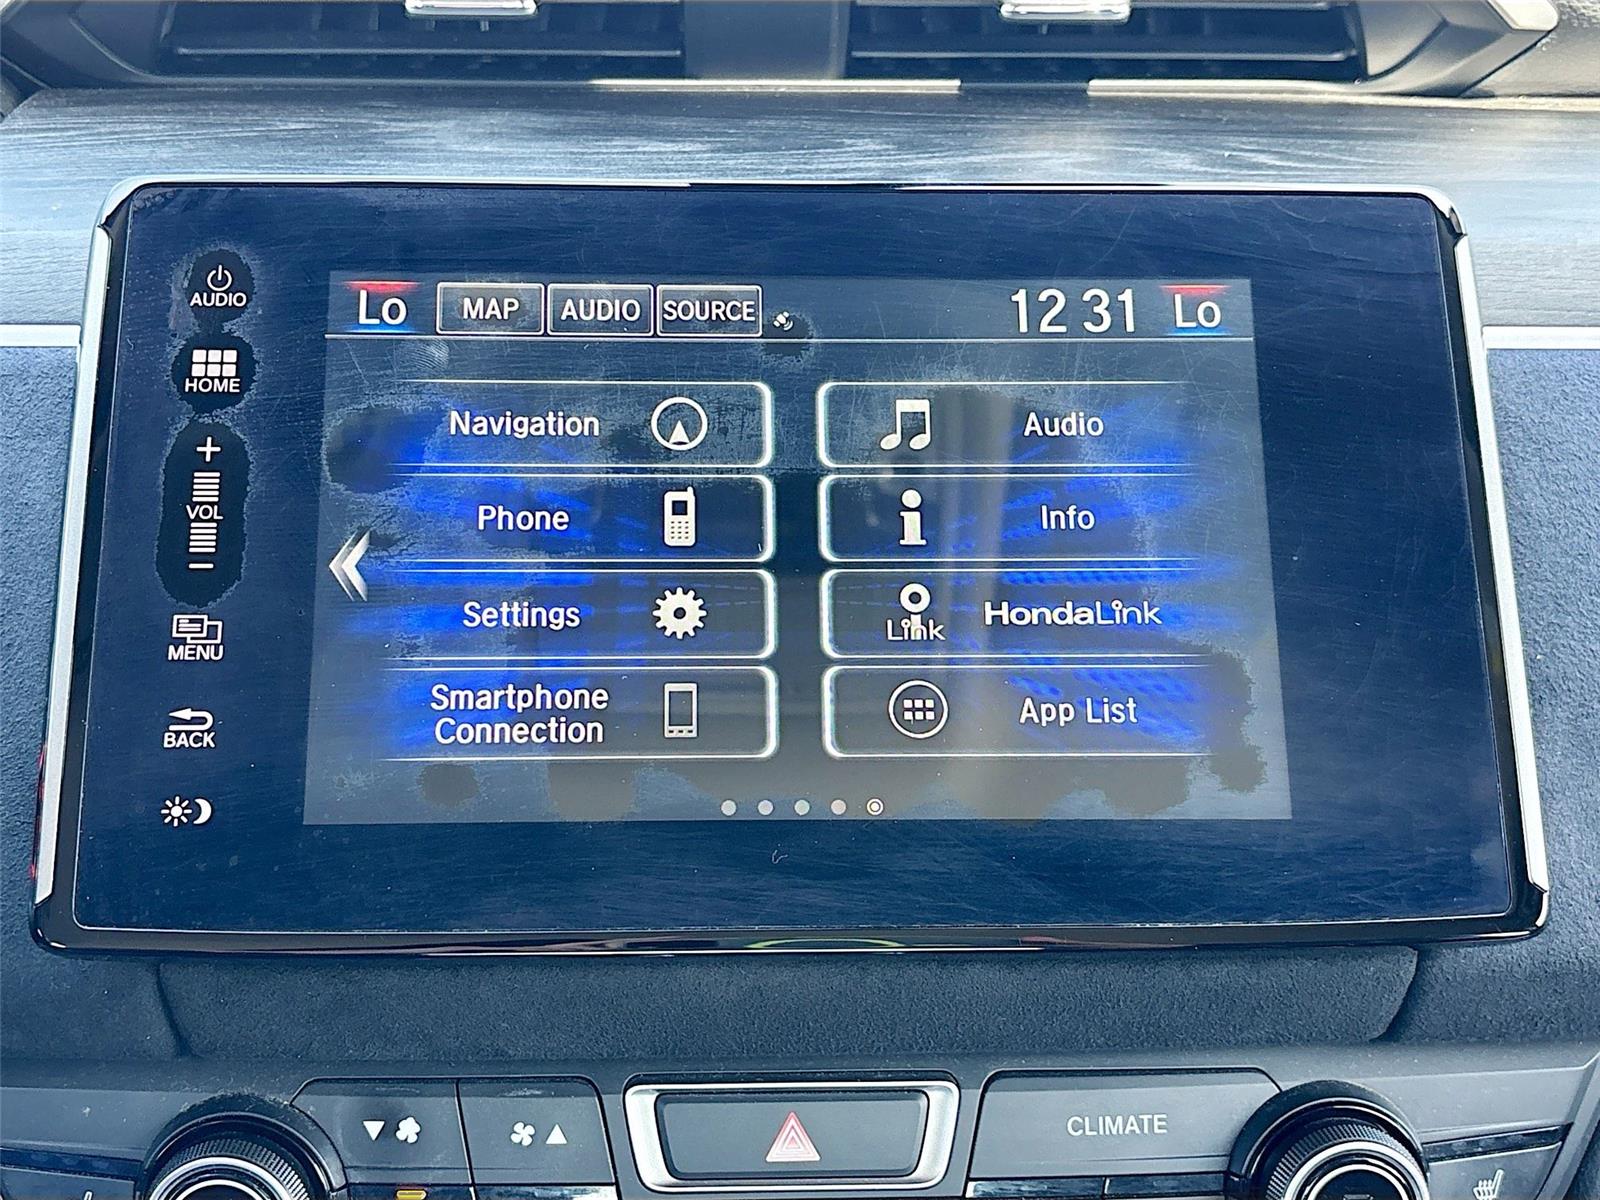 AUDIO
HOME
+
VOL
−
MENU
BACK
Lo MAP AUDIO SOURCE 12 31 Lo
Navigation
Audio
Phone
Info
Settings
Link HondaLink
Smartphone
Connection
App List
CLIMATE